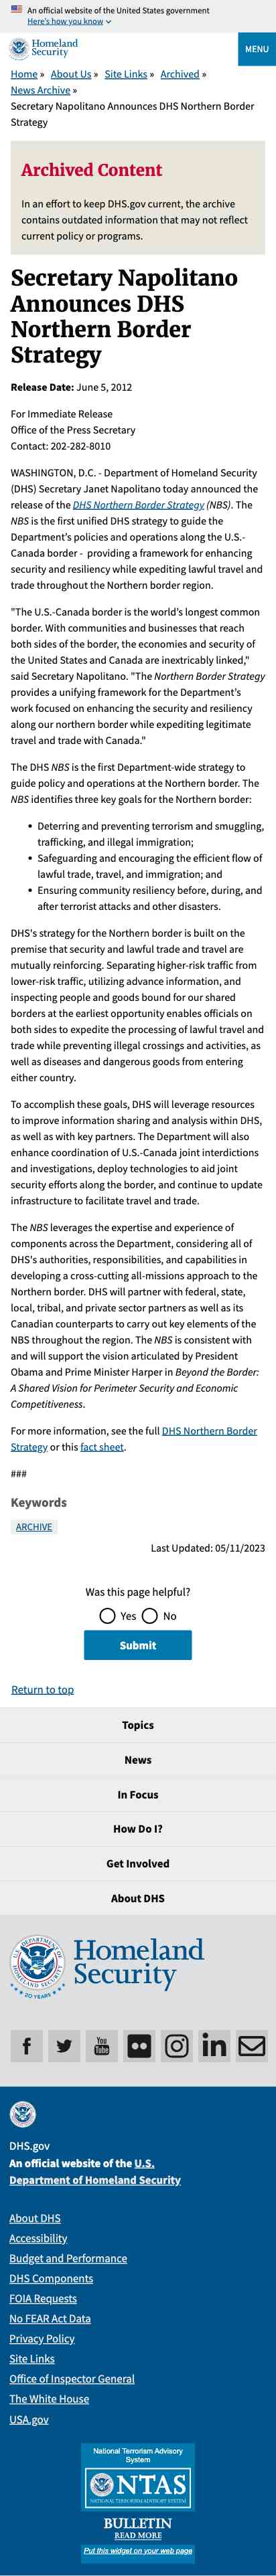 An official website of the United States government
Here's how you know
Homeland
Security
MENU
Home » About Us » Site Links » Archived »
News Archive »
Secretary Napolitano Announces DHS Northern Border
Strategy
Archived Content
In an effort to keep DHS.gov current, the archive
contains outdated information that may not reflect
current policy or programs.
Secretary Napolitano
Announces DHS
Northern Border
Strategy
Release Date: June 5, 2012
For Immediate Release
Office of the Press Secretary
Contact: 202-282-8010
WASHINGTON, D.C. - Department of Homeland Security
(DHS) Secretary Janet Napolitano today announced the
release of the DHS Northern Border Strategy (NBS). The
NBS is the first unified DHS strategy to guide the
Department's policies and operations along the U.S.-
Canada border - providing a framework for enhancing
security and resiliency while expediting lawful travel and
trade throughout the Northern border region.
"The U.S.-Canada border is the world's longest common
border. With communities and businesses that reach
both sides of the border, the economies and security of
the United States and Canada are inextricably linked,"
said Secretary Napolitano. "The Northern Border Strategy
provides a unifying framework for the Department's
work focused on enhancing the security and resiliency
along our northern border while expediting legitimate
travel and trade with Canada."
The DHS NBS is the first Department-wide strategy to
guide policy and operations at the Northern border. The
NBS identifies three key goals for the Northern border:
• Deterring and preventing terrorism and smuggling,
trafficking, and illegal immigration;
• Safeguarding and encouraging the efficient flow of
lawful trade, travel, and immigration; and
• Ensuring community resiliency before, during, and
after terrorist attacks and other disasters.
DHS's strategy for the Northern border is built on the
premise that security and lawful trade and travel are
mutually reinforcing. Separating higher-risk traffic from
lower-risk traffic, utilizing advance information, and
inspecting people and goods bound for our shared
borders at the earliest opportunity enables officials on
both sides to expedite the processing of lawful travel and
trade while preventing illegal crossings and activities, as
well as diseases and dangerous goods from entering
either country.
To accomplish these goals, DHS will leverage resources
to improve information sharing and analysis within DHS,
as well as with key partners. The Department will also
enhance coordination of U.S.-Canada joint interdictions
and investigations, deploy technologies to aid joint
security efforts along the border, and continue to update
infrastructure to facilitate travel and trade.
The NBS leverages the expertise and experience of
components across the Department, considering all of
DHS's authorities, responsibilities, and capabilities in
developing a cross-cutting all-missions approach to the
Northern border. DHS will partner with federal, state,
local, tribal, and private sector partners as well as its
Canadian counterparts to carry out key elements of the
NBS throughout the region. The NBS is consistent with
and will support the vision articulated by President
Obama and Prime Minister Harper in Beyond the Border:
A Shared Vision for Perimeter Security and Economic
Competitiveness.
For more information, see the full DHS Northern Border
Strategy or this fact sheet.
###
Keywords
ARCHIVE
Last Updated: 05/11/2023
Was this page helpful?
Yes No
Submit
Return to top
Topics
News
In Focus
How Do I?
Get Involved
About DHS
20 YEARS
Homeland
Security
You
Tube
DHS.gov
An official website of the U.S.
Department of Homeland Security
About DHS
Accessibility
Budget and Performance
DHS Components
FOIA Requests
No FEAR Act Data
Privacy Policy
Site Links
Office of Inspector General
The White House
USA.gov
National Terrorism Advisory
System
NTAS
NATIONAL TERRORISM ADVISORY SYSTEM
BULLETIN
READ MORE
Put this widget on your web page